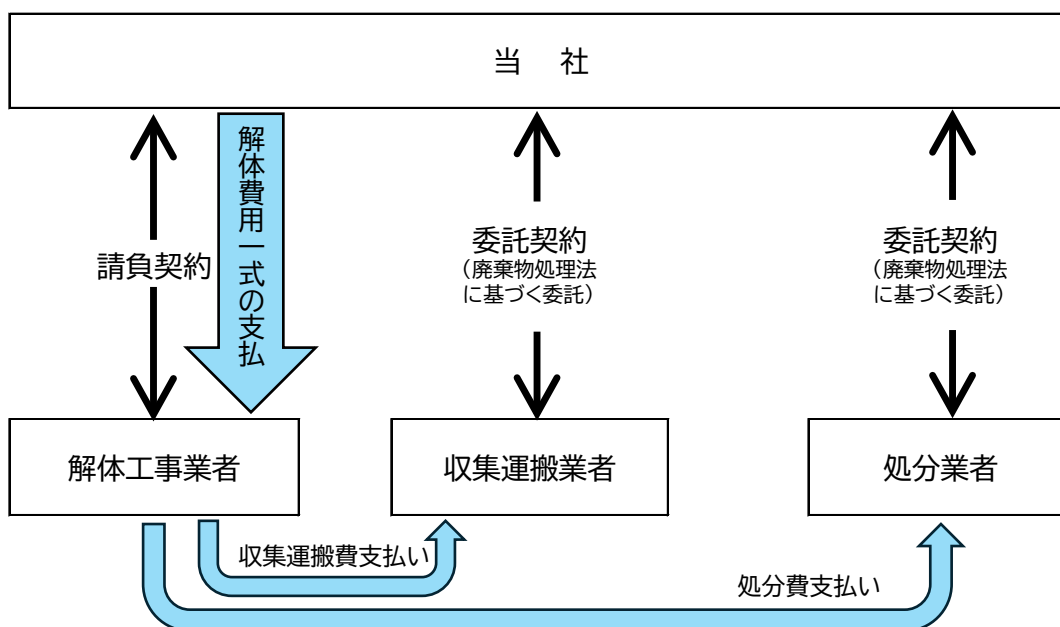 当 社
解体費用一式の支払
請負契約
委託契約
（廃棄物処理法
に基づく委託）
委託契約
（廃棄物処理法
に基づく委託）
解体工事業者
収集運搬業者
処分業者
収集運搬費支払い
処分費支払い